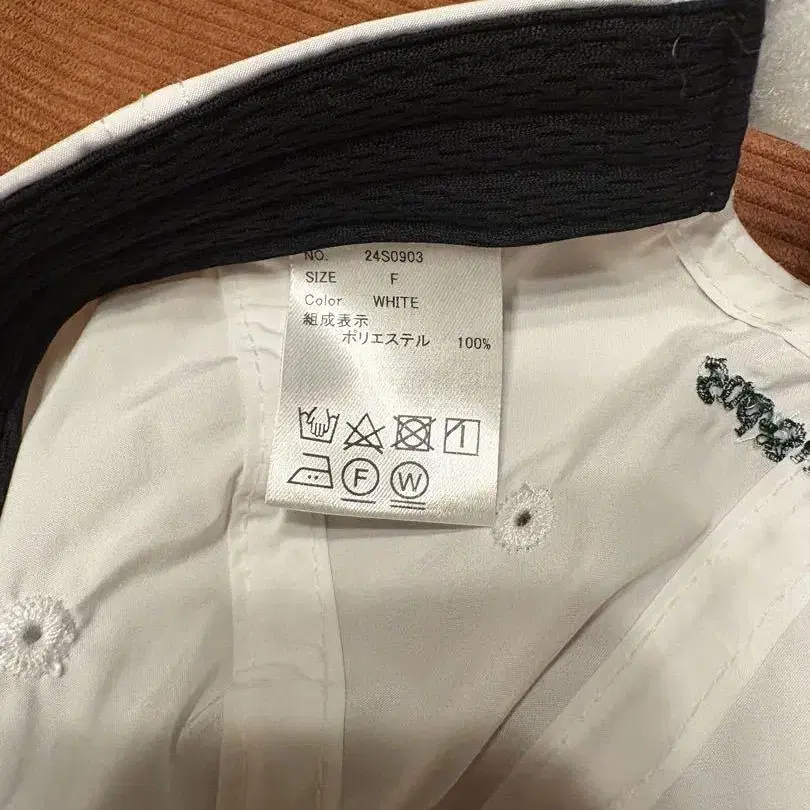 NO. 24S0903
SIZE F
Color WHITE
組成表示
ポリエステル 100%
F W